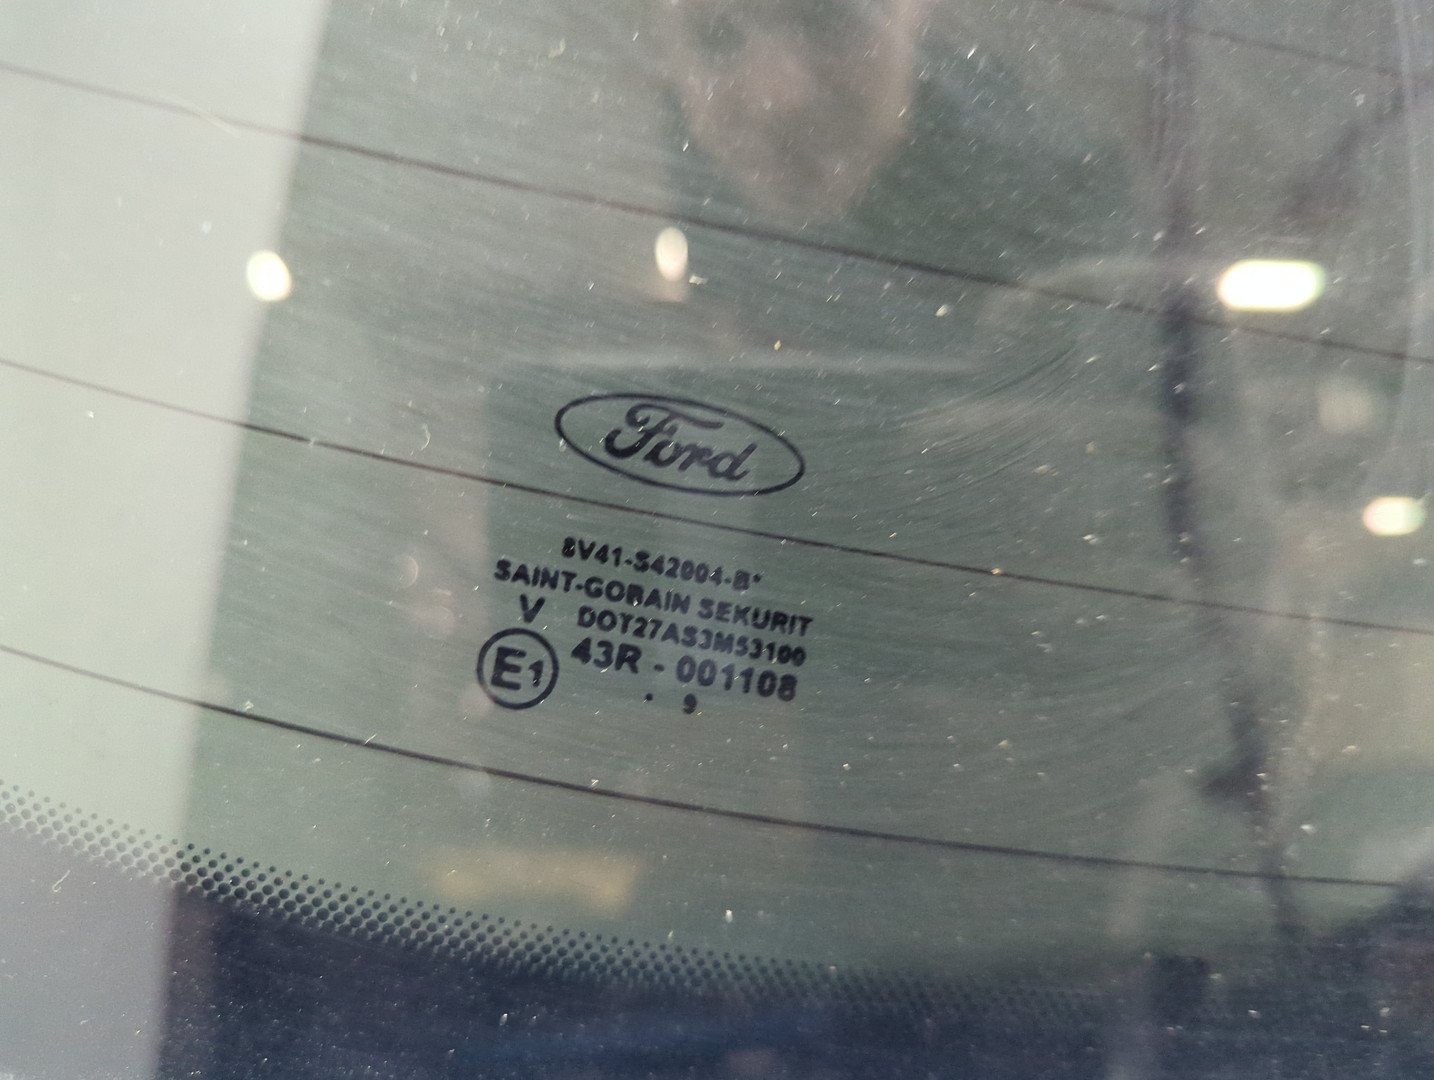 Ford
8V41-S42004-B*
SAINT-GOBAIN SEKURIT
V DOT27AS3M53100
E1 43R - 001108
. 9